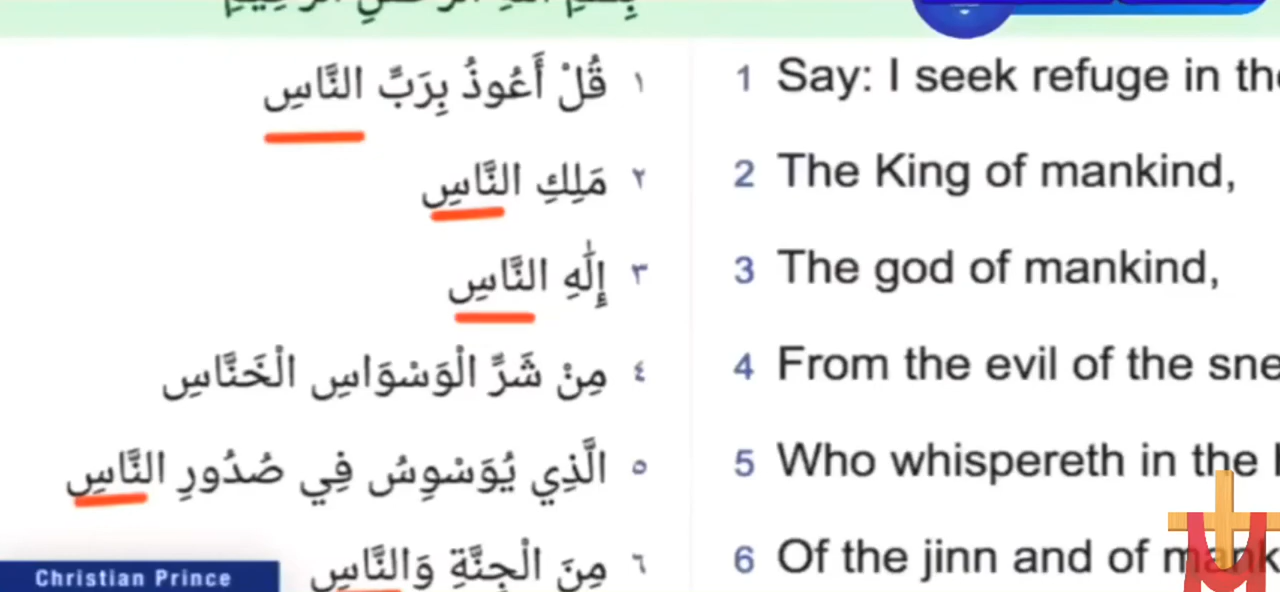 قُلْ أَعُوذُ بِرَبِّ النَّاسِ ١
1 Say: I seek refuge in
مَلِكِ النَّاسِ ٢
2 The King of mankind,
إِلَٰهِ النَّاسِ ٣
3 The god of mankind,
مِنْ شَرِّ الْوَسْوَاسِ الْخَنَّاسِ ٤
4 From the evil of the
الَّذِي يُوَسْوِسُ فِي صُدُورِ النَّاسِ ٥
5 Who whispereth in the
مِنَ الْجِنَّةِ وَالنَّاسِ ٦
6 Of the jinn and of
Christian Prince